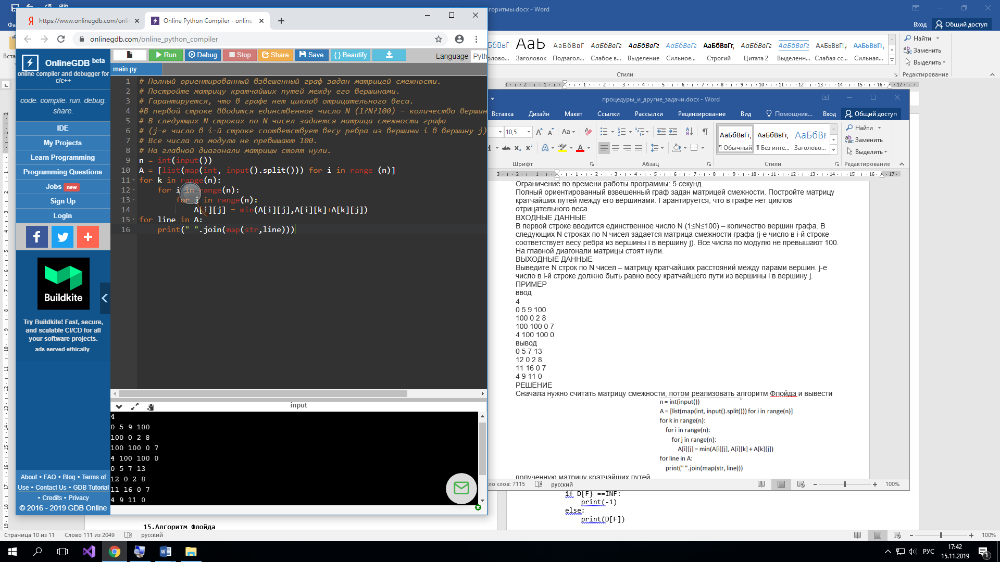 https://www.onlinegdb.com/onli
Online Python Compiler - online
оритмы.docx - Word
onlinegdb.com/online_python_compiler
Вход
Общий доступ
OnlineGDB beta
online compiler and debugger for c/c++
code. compile. run. debug. share.
IDE
My Projects
Learn Programming
Programming Questions
Jobs new
Sign Up
Login
Buildkite
Try Buildkite! Fast, secure,
and scalable CI/CD for all
your software projects.
ads served ethically
About • FAQ • Blog • Terms of
Use • Contact Us • GDB Tutorial
• Credits • Privacy
© 2016 - 2019 GDB Online
Run
Debug
Stop
Share
Save
{ } Beautify
Language
Pyth
main.py
1 # Полный ориентированный взвешенный граф задан матрицей смежности.
2 # Постройте матрицу кратчайших путей между его вершинами.
3 # Гарантируется, что в графе нет циклов отрицательного веса.
4 #В первой строке вводится единственное число N (1?N?100) – количество вершин
5 # В следующих N строках по N чисел задается матрица смежности графа
6 # (j-е число в i-й строке соответствует весу ребра из вершины i в вершину j)
7 # Все числа по модулю не превышают 100.
8 # На главной диагонали матрицы стоят нули.
9 n = int(input())
10 A = [list(map(int, input().split())) for i in range (n)]
11 for k in range(n):
12 for i in range(n):
13 for j in range(n):
14 A[i][j] = min(A[i][j],A[i][k]+A[k][j])
15 for line in A:
16 print(" ".join(map(str,line)))
input
4
0 5 9 100
100 0 2 8
100 100 0 7
4 100 100 0
0 5 7 13
12 0 2 8
11 16 0 7
4 9 11 0
Заголовок
Подзагол...
Слабое в...
Выделение
Сильное...
Строгий
Цитата 2
Выделенн...
Слабая сс...
Сильная...
Стили
Найти
Заменить
Выделить
Редактирование
процедуры_и_другие_задачи.docx - Word
Вставка
Дизайн
Макет
Ссылки
Рассылки
Рецензирование
Вид
Помощник...
Вход
Общий доступ
10,5
Шрифт
Абзац
АаБбВвГг,
¶ Обычный
АаБбВвГг,
¶ Без инте...
Заголово...
Стили
Найти
Заменить
Выделить
Редактирование
Ограничение по времени работы программы: 5 секунд
Полный ориентированный взвешенный граф задан матрицей смежности. Постройте матрицу
кратчайших путей между его вершинами. Гарантируется, что в графе нет циклов
отрицательного веса.
ВХОДНЫЕ ДАННЫЕ
В первой строке вводится единственное число N (1≤N≤100) – количество вершин графа. В
следующих N строках по N чисел задается матрица смежности графа (j-е число в i-й строке
соответствует весу ребра из вершины i в вершину j). Все числа по модулю не превышают 100.
На главной диагонали матрицы стоят нули.
ВЫХОДНЫЕ ДАННЫЕ
Выведите N строк по N чисел – матрицу кратчайших расстояний между парами вершин. j-е
число в i-й строке должно быть равно весу кратчайшего пути из вершины i в вершину j.
ПРИМЕР
ввод
4
0 5 9 100
100 0 2 8
100 100 0 7
4 100 100 0
вывод
0 5 7 13
12 0 2 8
11 16 0 7
4 9 11 0
РЕШЕНИЕ
Сначала нужно считать матрицу смежности, потом реализовать алгоритм Флойда и вывести
n = int(input())
A = [list(map(int, input().split())) for i in range(n)]
for k in range(n):
for i in range(n):
for j in range(n):
A[i][j] = min(A[i][j], A[i][k] + A[k][j])
for line in A:
print(" ".join(map(str, line)))
полученную матрицу кратчайших путей
ло слов: 7115
русский
100%
if D[F} ==INF:
print(-1)
else:
print(D[F])
15.Алгоритм Флойда
Страница 10 из 11
Слово 111 из 2049
русский
100%
РУС
17:42
15.11.2019
1